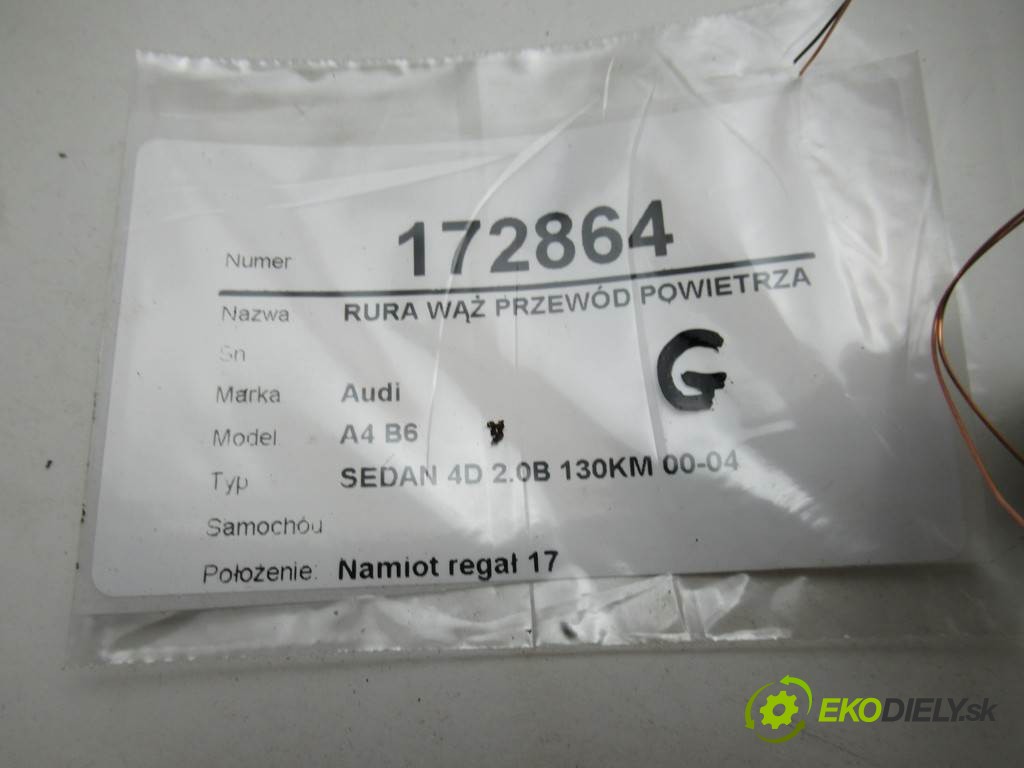 Numer 172864
Nazwa RURA WĄŻ PRZEWÓD POWIETRZA
Sn
G
Marka Audi
Model A4 B6
Typ SEDAN 4D 2.0B 130KM 00-04
Samochód
Położenie: Namiot regał 17
EKODIELY.sk